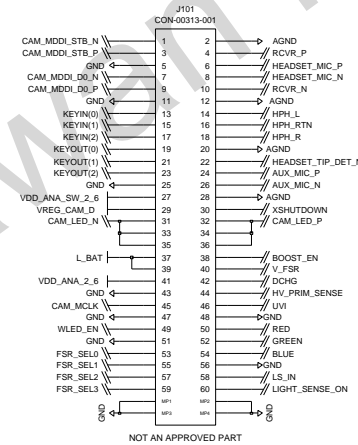 J101
CON-00313-001
CAM_MDDI_STB_N 1 2 AGND
CAM_MDDI_STB_P 3 4 RCVR_P
GND 5 6 HEADSET_MIC_P
CAM_MDDI_D0_N 7 8 HEADSET_MIC_N
CAM_MDDI_D0_P 9 10 RCVR_N
GND 11 12 AGND
KEYIN(0) 13 14 HPH_L
KEYIN(1) 15 16 HPH_RTN
KEYIN(2) 17 18 HPH_R
KEYOUT(0) 19 20 AGND
KEYOUT(1) 21 22 HEADSET_TIP_DET_N
KEYOUT(2) 23 24 AUX_MIC_P
GND 25 26 AUX_MIC_N
VDD_ANA_SW_2_6 27 28 AGND
VREG_CAM_D 29 30 XSHUTDOWN
CAM_LED_N 31 32 CAM_LED_P
33 34
35 36
L_BAT 37 38 BOOST_EN
39 40 V_FSR
VDD_ANA_2_6 41 42 DCHG
GND 43 44 HV_PRIM_SENSE
CAM_MCLK 45 46 UVI
GND 47 48 GND
WLED_EN 49 50 RED
GND 51 52 GREEN
FSR_SEL0 53 54 BLUE
FSR_SEL1 55 56 GND
FSR_SEL2 57 58 LS_IN
FSR_SEL3 59 60 LIGHT_SENSE_ON
MP1 MP2
GND MP3 MP4 GND
NOT AN APPROVED PART